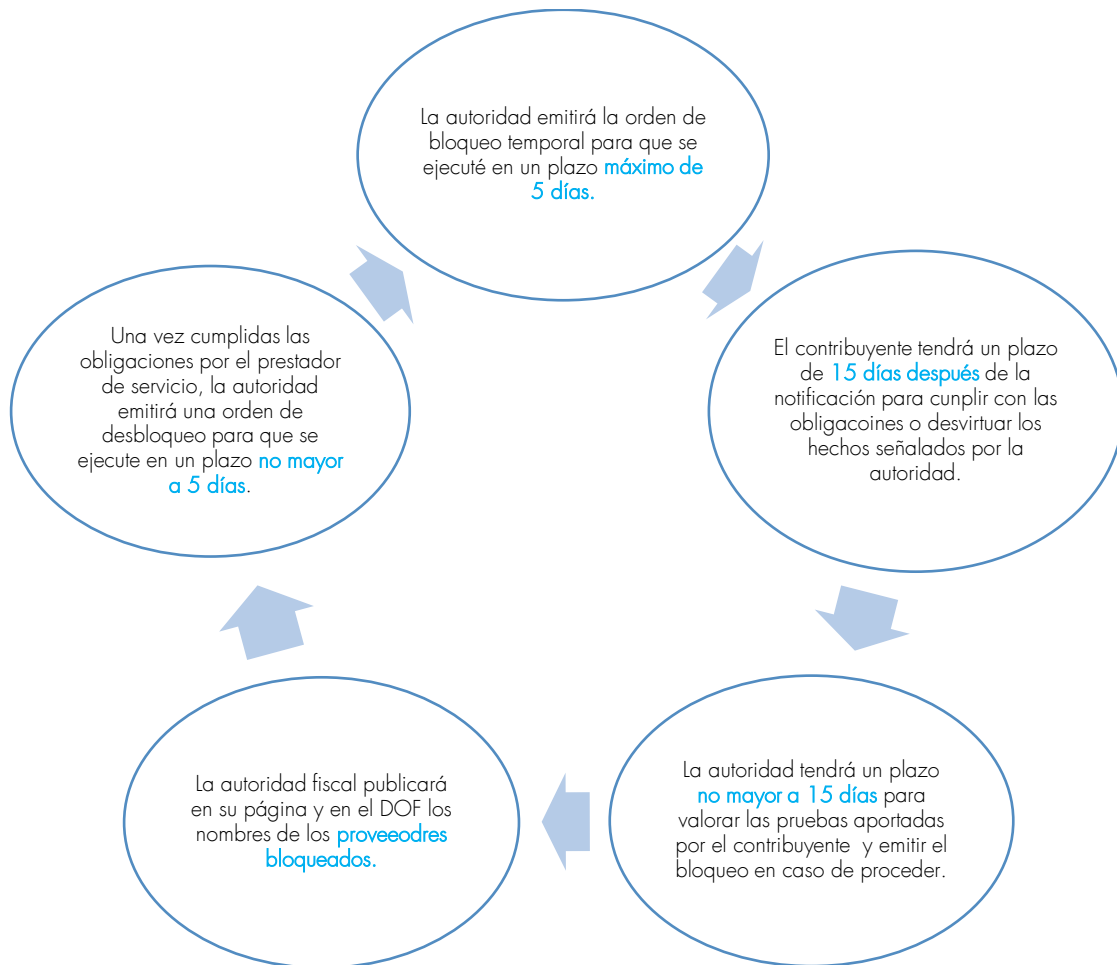 La autoridad emitirá la orden de
bloqueo temporal para que se
ejecuté en un plazo máximo de
5 días.
El contribuyente tendrá un plazo
de 15 días después de la
notificación para cunplir con las
obligacoines o desvirtuar los
hechos señalados por la
autoridad.
La autoridad tendrá un plazo
no mayor a 15 días para
valorar las pruebas aportadas
por el contribuyente y emitir el
bloqueo en caso de proceder.
La autoridad fiscal publicará
en su página y en el DOF los
nombres de los proveeodres
bloqueados.
Una vez cumplidas las
obligaciones por el prestador
de servicio, la autoridad
emitirá una orden de
desbloqueo para que se
ejecute en un plazo no mayor
a 5 días.